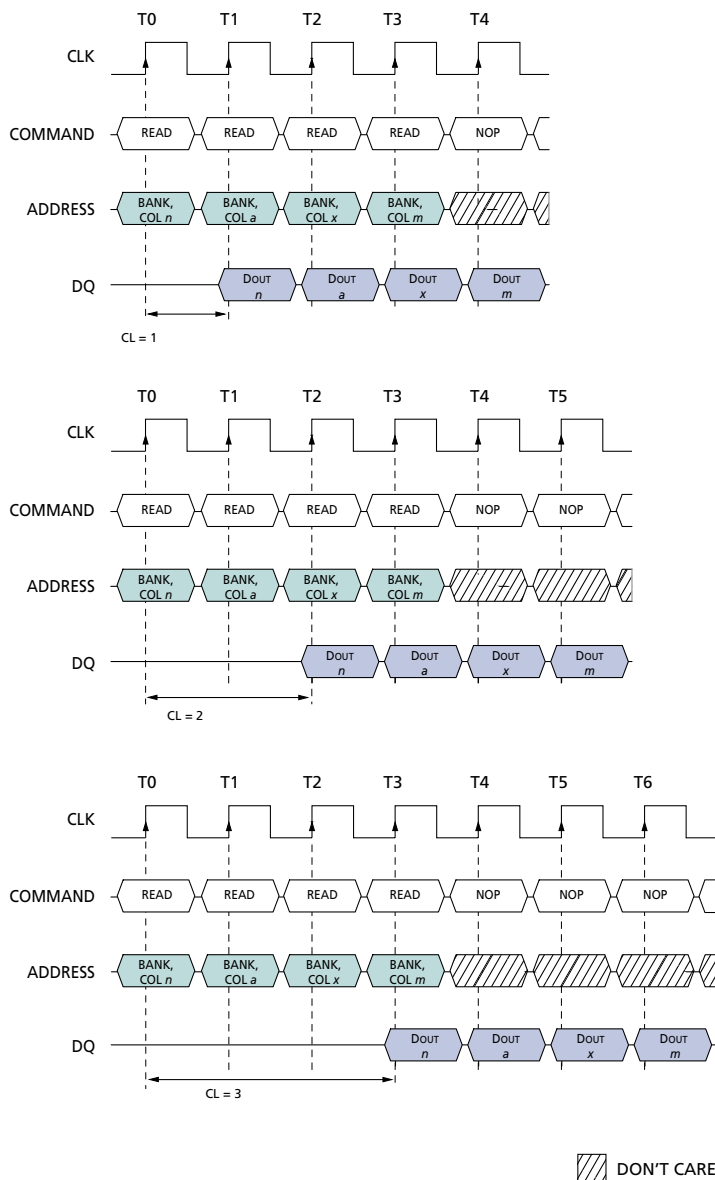 T0 T1 T2 T3 T4
CLK
COMMAND READ READ READ READ NOP
ADDRESS BANK, COL n BANK, COL a BANK, COL x BANK, COL m
DQ DOUT n DOUT a DOUT x DOUT m
CL = 1
T0 T1 T2 T3 T4 T5
CLK
COMMAND READ READ READ READ NOP NOP
ADDRESS BANK, COL n BANK, COL a BANK, COL x BANK, COL m
DQ DOUT n DOUT a DOUT x DOUT m
CL = 2
T0 T1 T2 T3 T4 T5 T6
CLK
COMMAND READ READ READ READ NOP NOP NOP
ADDRESS BANK, COL n BANK, COL a BANK, COL x BANK, COL m
DQ DOUT n DOUT a DOUT x DOUT m
CL = 3
DON'T CARE